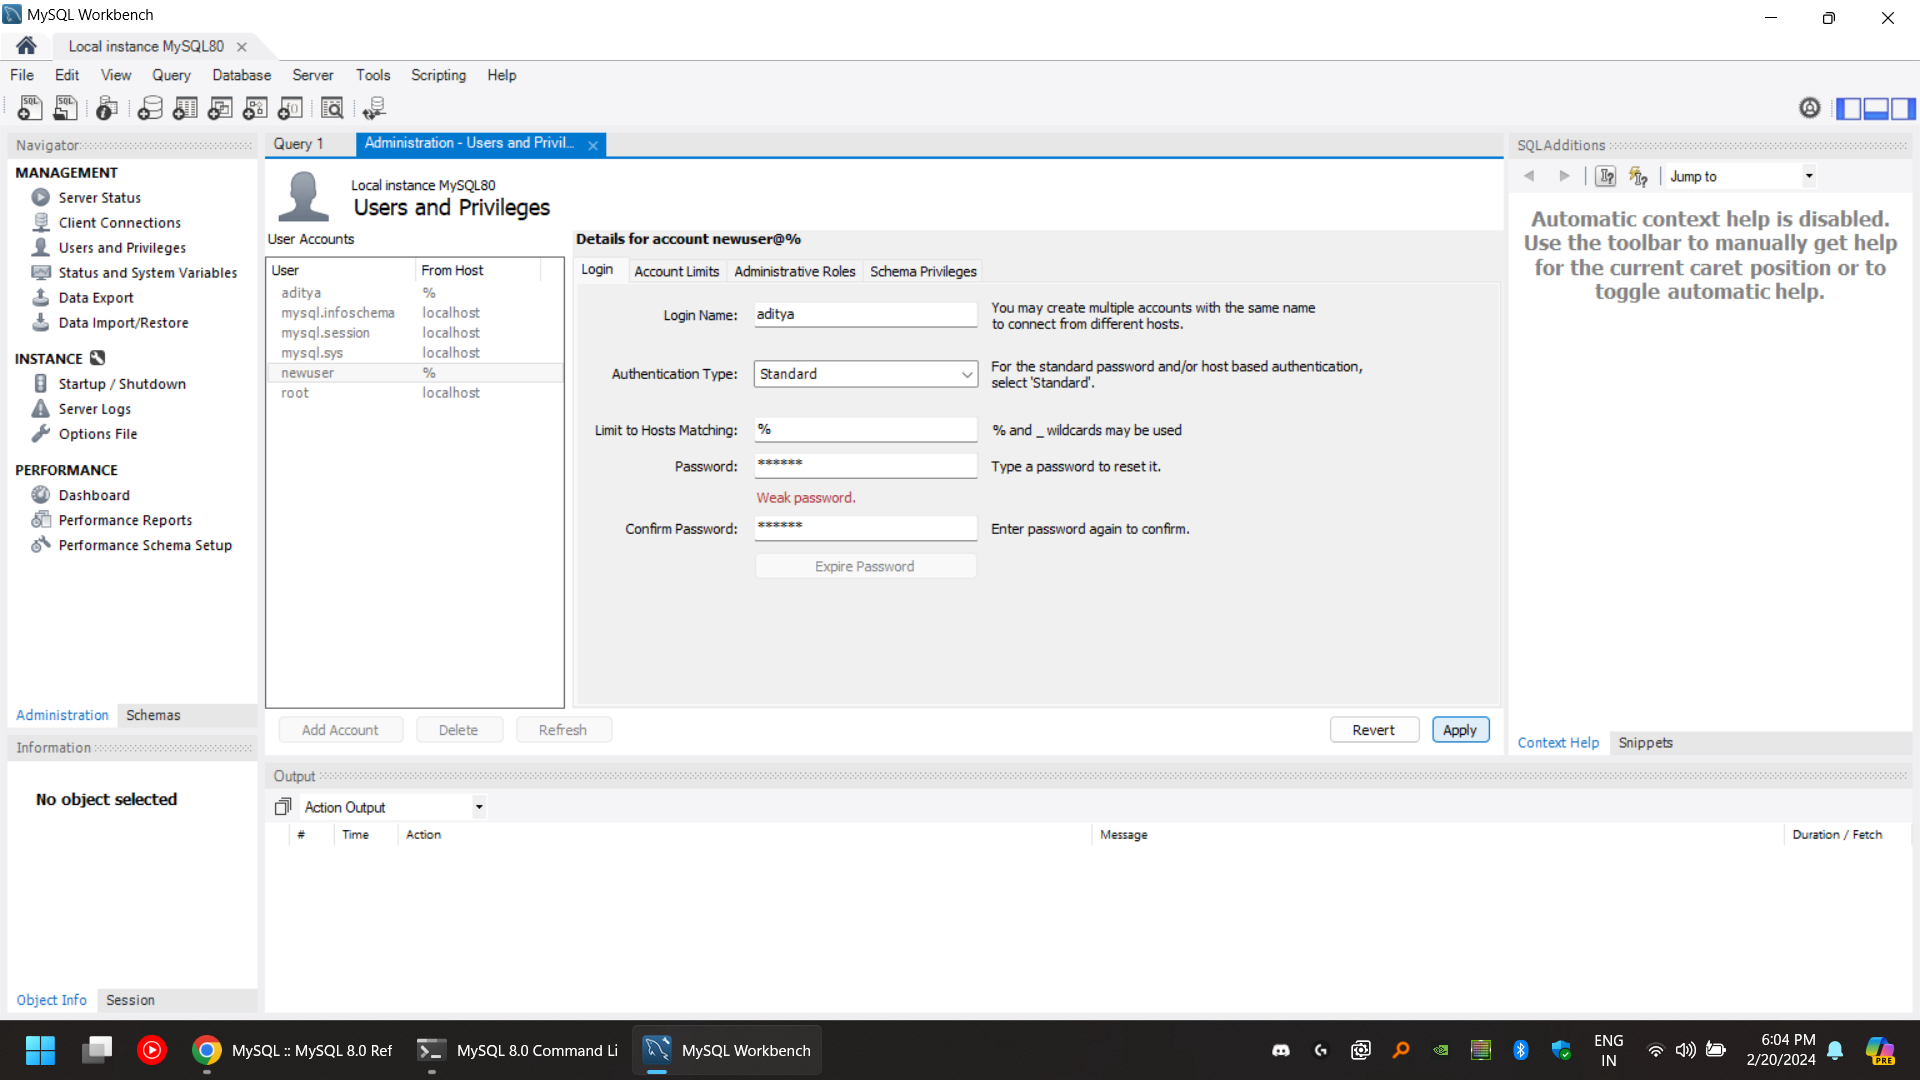 MySQL Workbench
Local instance MySQL80
File Edit View Query Database Server Tools Scripting Help
Navigator
MANAGEMENT
Server Status
Client Connections
Users and Privileges
Status and System Variables
Data Export
Data Import/Restore
INSTANCE
Startup / Shutdown
Server Logs
Options File
PERFORMANCE
Dashboard
Performance Reports
Performance Schema Setup
Administration Schemas
Information
No object selected
Object Info Session
Query 1 Administration - Users and Privil...
Local instance MySQL80
Users and Privileges
User Accounts
User From Host
aditya %
mysql.infoschema localhost
mysql.session localhost
mysql.sys localhost
newuser %
root localhost
Add Account Delete Refresh
Details for account newuser@%
Login Account Limits Administrative Roles Schema Privileges
Login Name: aditya You may create multiple accounts with the same name
to connect from different hosts.
Authentication Type: Standard For the standard password and/or host based authentication,
select 'Standard'.
Limit to Hosts Matching: % % and _ wildcards may be used
Password: ****** Type a password to reset it.
Weak password.
Confirm Password: ****** Enter password again to confirm.
Expire Password
Revert Apply
SQLAdditions
Jump to
Automatic context help is disabled.
Use the toolbar to manually get help
for the current caret position or to
toggle automatic help.
Context Help Snippets
Output
Action Output
# Time Action Message Duration / Fetch
MySQL :: MySQL 8.0 Ref MySQL 8.0 Command Li MySQL Workbench
ENG
IN
6:04 PM
2/20/2024
PRE